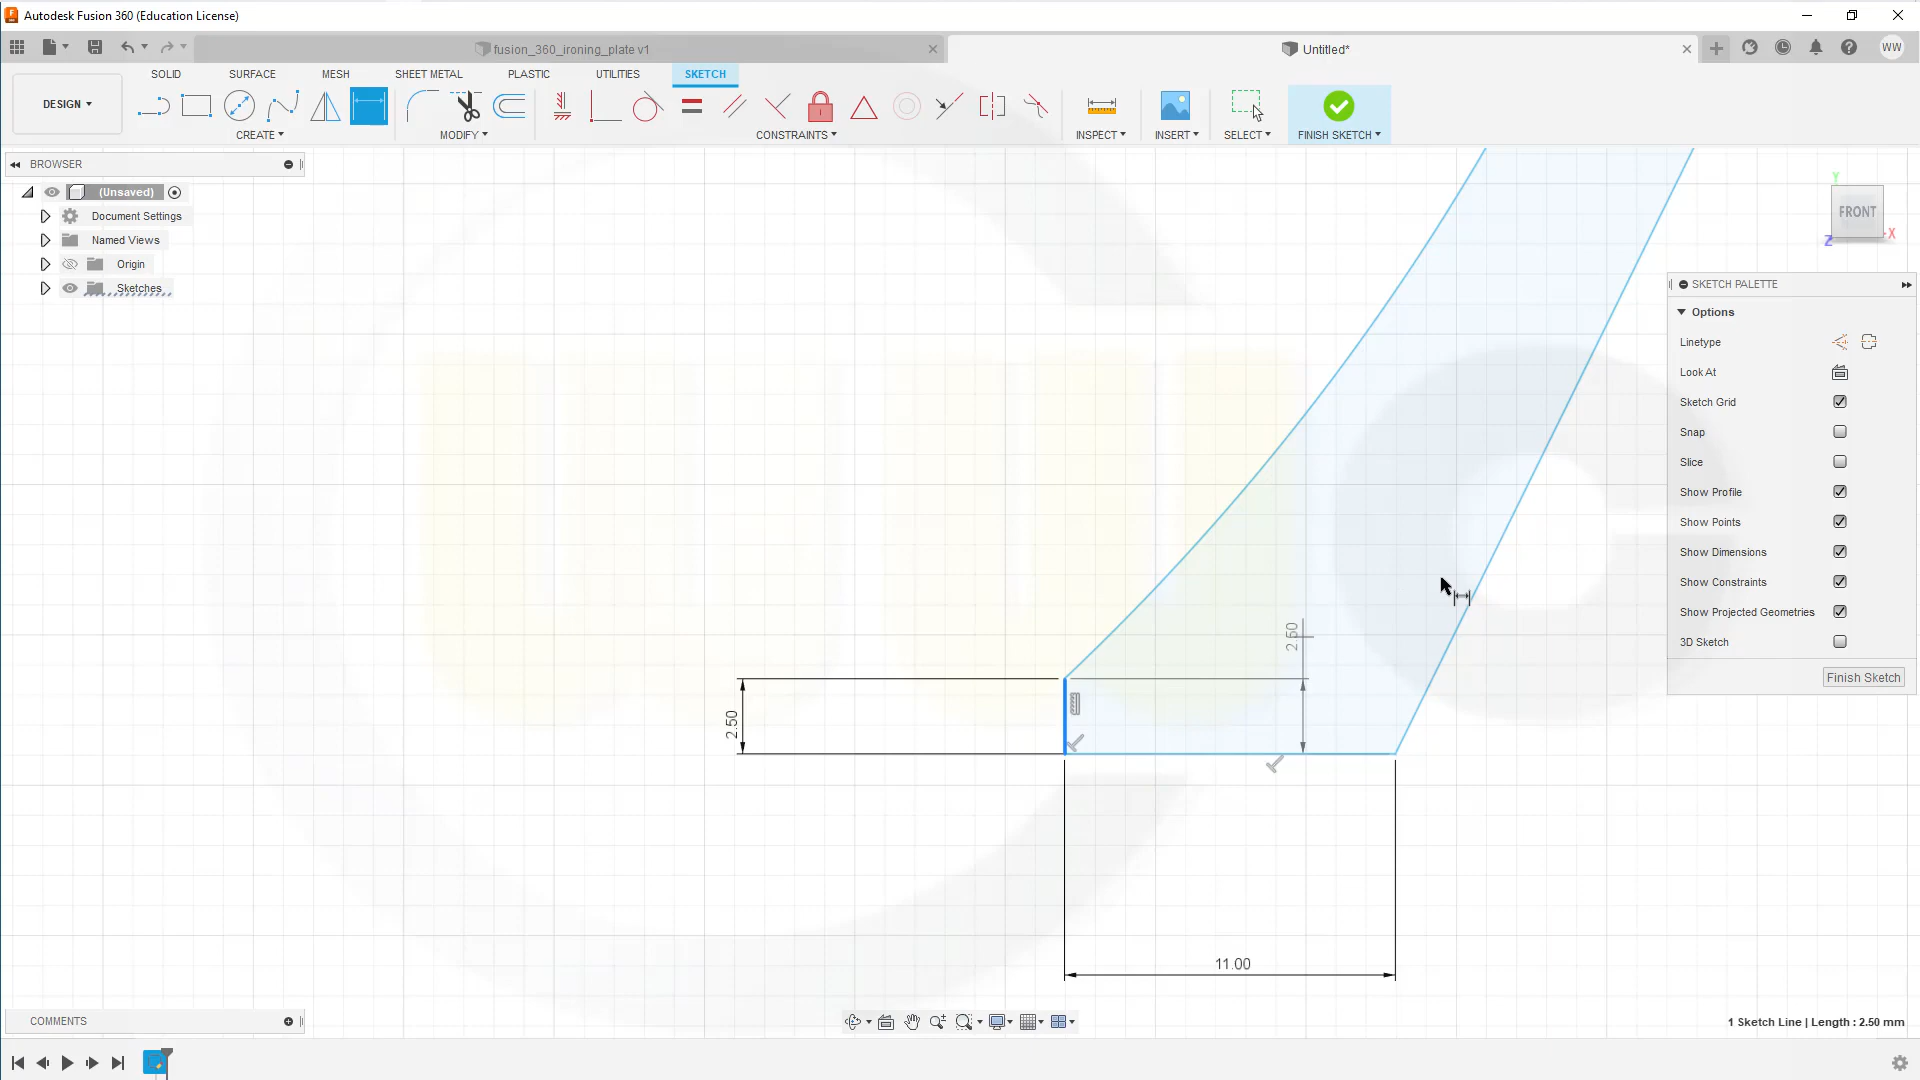 Autodesk Fusion 360 (Education License)
fusion_360_ironing_plate v1
Untitled*
WW
SOLID
SURFACE
MESH
SHEET METAL
PLASTIC
UTILITIES
SKETCH
DESIGN
CREATE
MODIFY
CONSTRAINTS
INSPECT
INSERT
SELECT
FINISH SKETCH
BROWSER
(Unsaved)
Document Settings
Named Views
Origin
Sketches
Y
FRONT
X
Z
SKETCH PALETTE
Options
Linetype
Look At
Sketch Grid
Snap
Slice
Show Profile
Show Points
Show Dimensions
Show Constraints
Show Projected Geometries
3D Sketch
Finish Sketch
2.50
2.50
11.00
COMMENTS
1 Sketch Line | Length : 2.50 mm